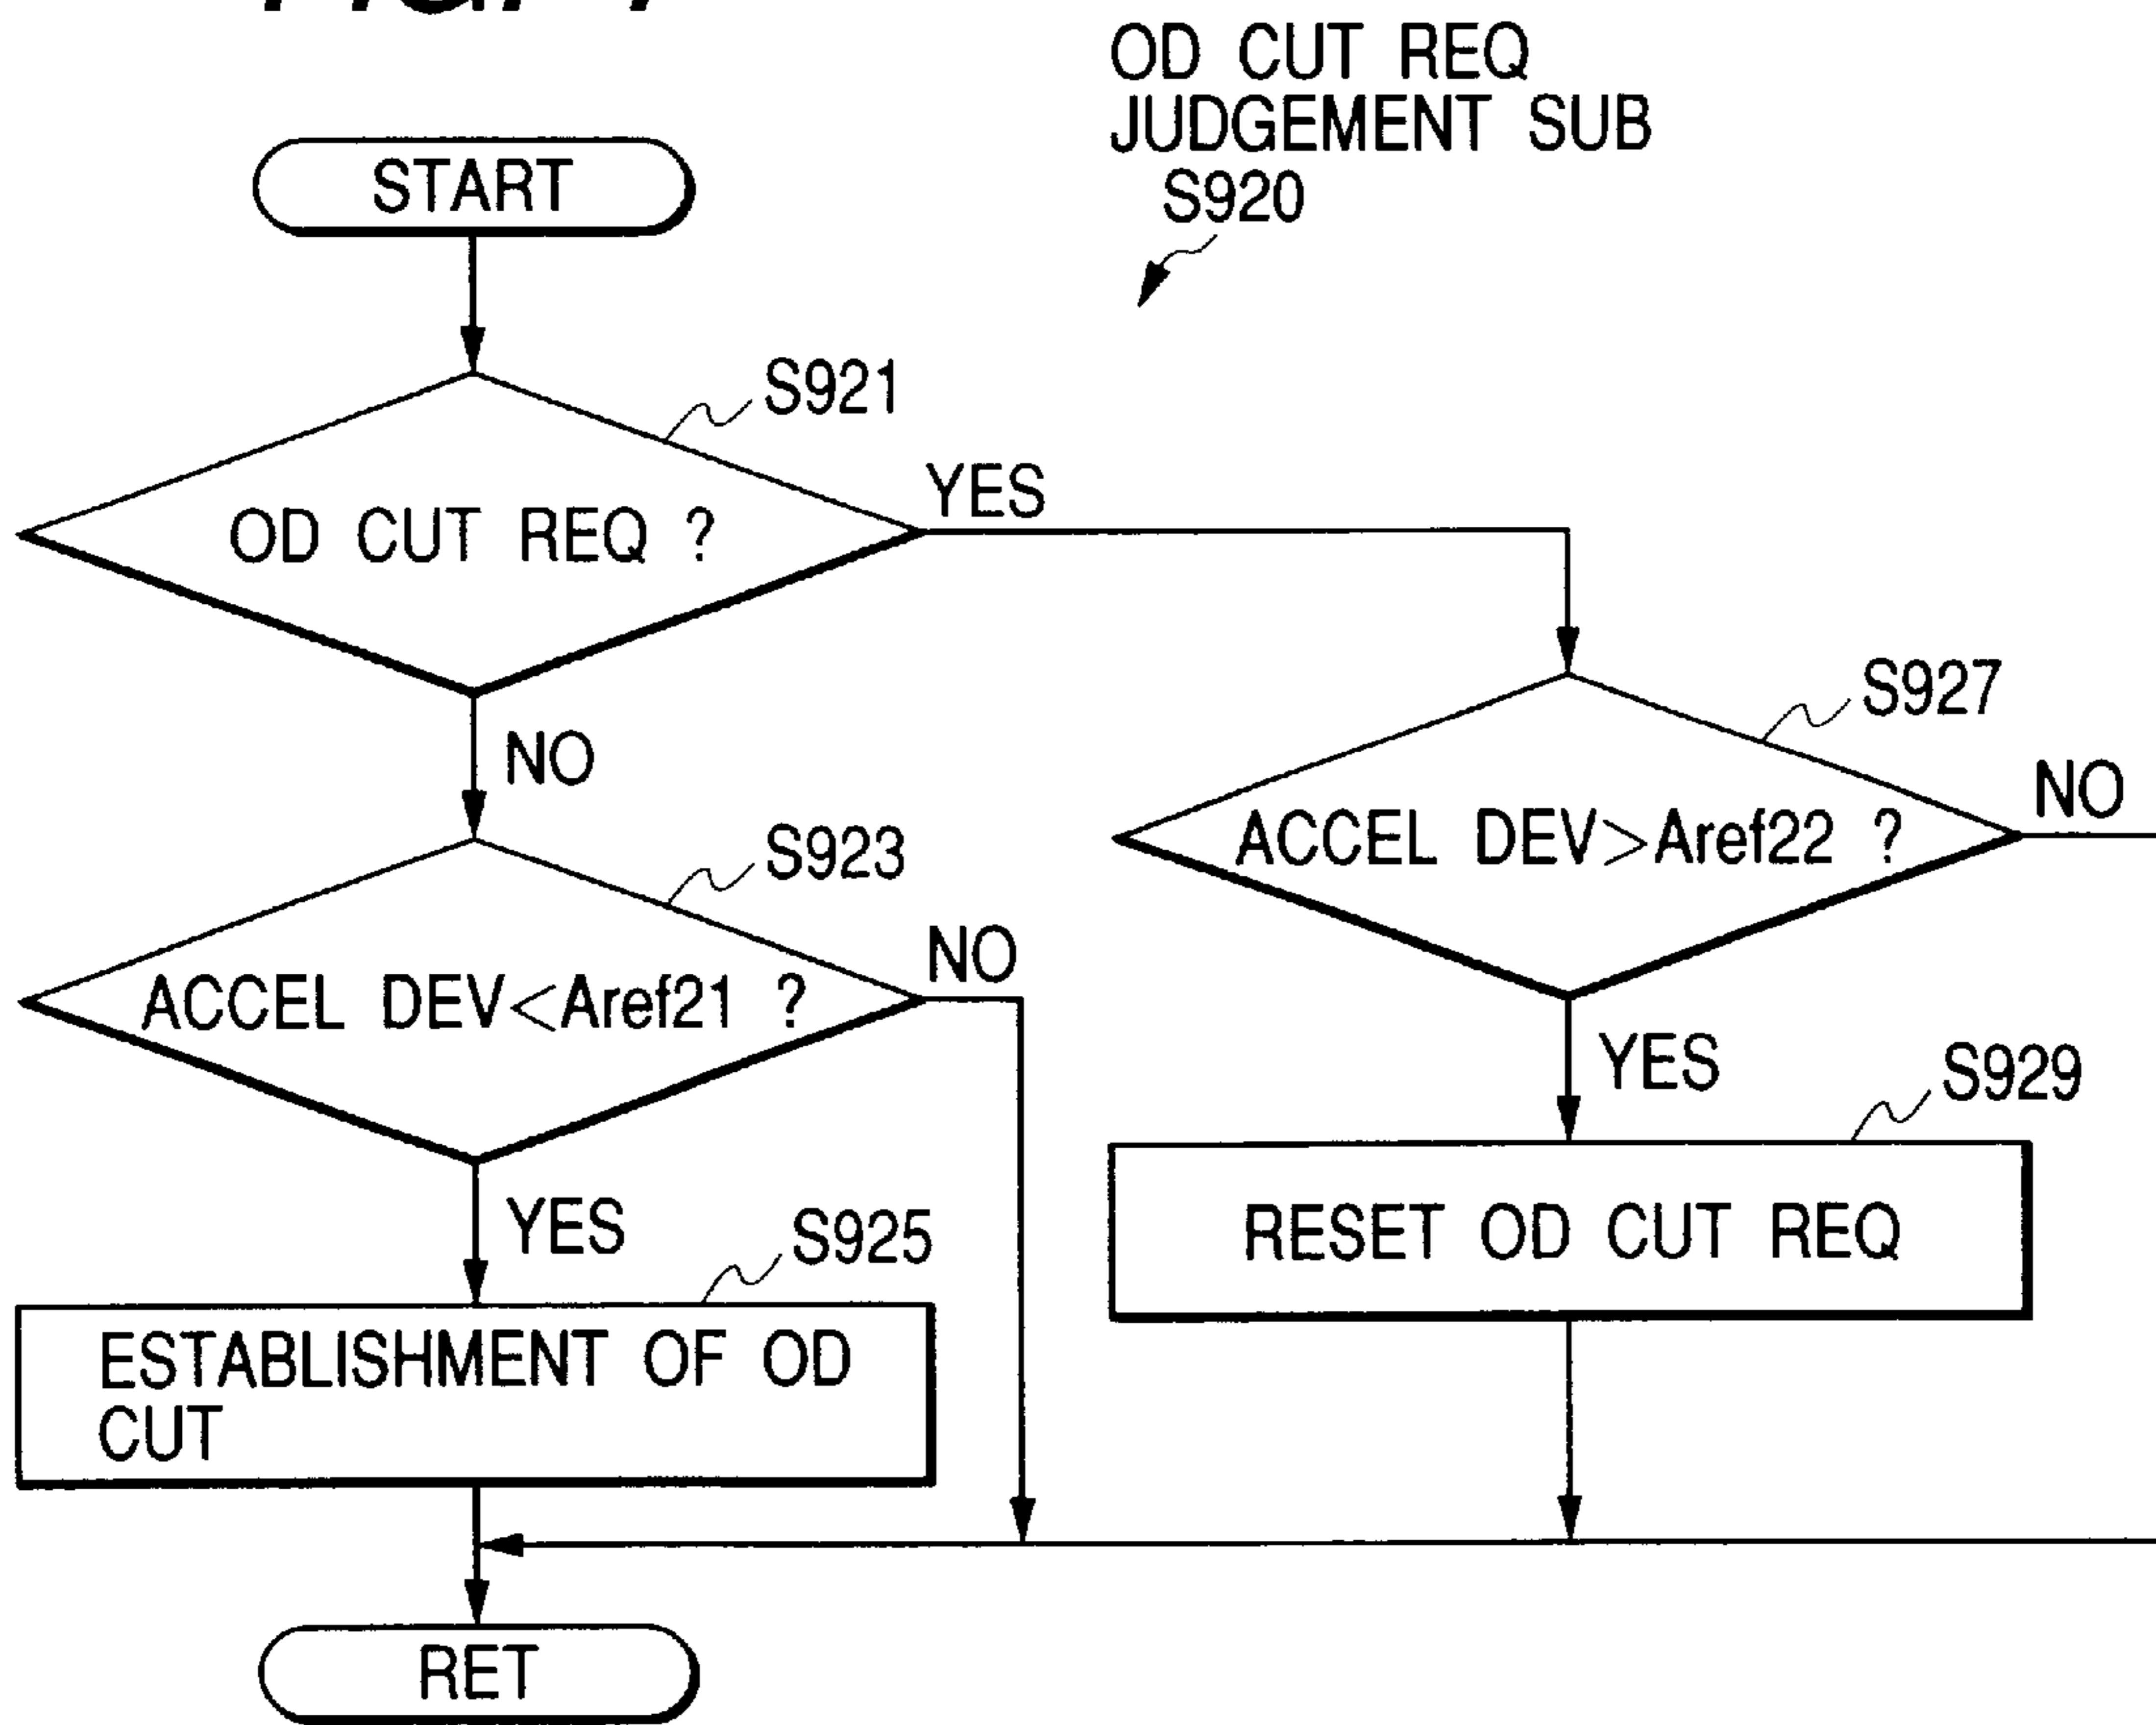 OD CUT REQ
JUDGEMENT SUB
S920
START
S921
OD CUT REQ ?
YES
NO
S927
ACCEL DEV>Aref22 ?
NO
S923
ACCEL DEV<Aref21 ?
NO
YES
S929
RESET OD CUT REQ
YES
S925
ESTABLISHMENT OF OD
CUT
RET